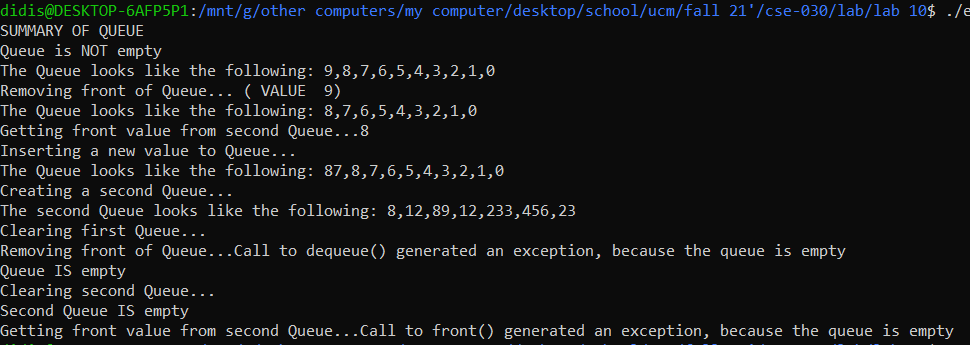 didis@DESKTOP-6AFP5P1:/mnt/g/other computers/my computer/desktop/school/ucm/fall 21'/cse-030/lab/lab 10$ ./e
SUMMARY OF QUEUE
Queue is NOT empty
The Queue looks like the following: 9,8,7,6,5,4,3,2,1,0
Removing front of Queue... ( VALUE  9)
The Queue looks like the following: 8,7,6,5,4,3,2,1,0
Getting front value from second Queue...8
Inserting a new value to Queue...
The Queue looks like the following: 87,8,7,6,5,4,3,2,1,0
Creating a second Queue...
The second Queue looks like the following: 8,12,89,12,233,456,23
Clearing first Queue...
Removing front of Queue...Call to dequeue() generated an exception, because the queue is empty
Queue IS empty
Clearing second Queue...
Second Queue IS empty
Getting front value from second Queue...Call to front() generated an exception, because the queue is empty